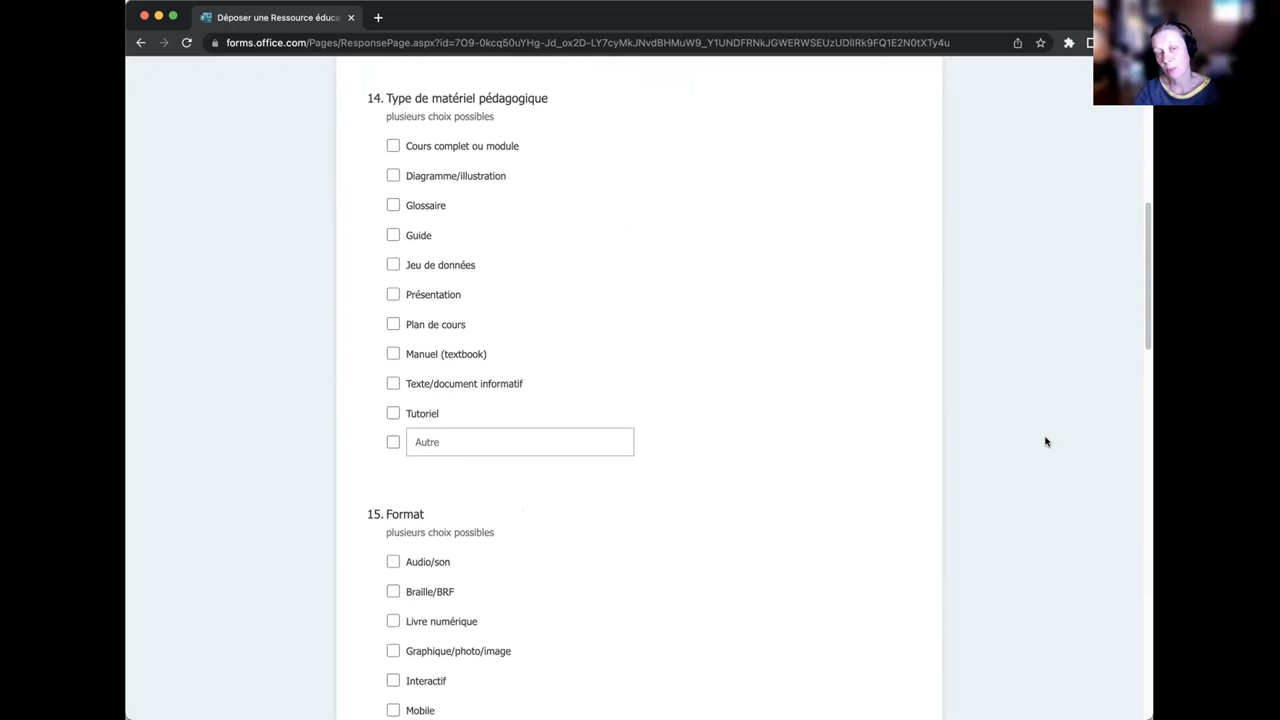 Déposer une Ressource éduca
forms.office.com/Pages/ResponsePage.aspx?id=7O9-0kcq50uYHg-Jd_ox2D-LY7cyMkJNvdBHMuW9_Y1UNDFRNkJGWERWSEUzUDlIRk9FQ1E2N0tXTy4u
14. Type de matériel pédagogique
plusieurs choix possibles
Cours complet ou module
Diagramme/illustration
Glossaire
Guide
Jeu de données
Présentation
Plan de cours
Manuel (textbook)
Texte/document informatif
Tutoriel
Autre
15. Format
plusieurs choix possibles
Audio/son
Braille/BRF
Livre numérique
Graphique/photo/image
Interactif
Mobile